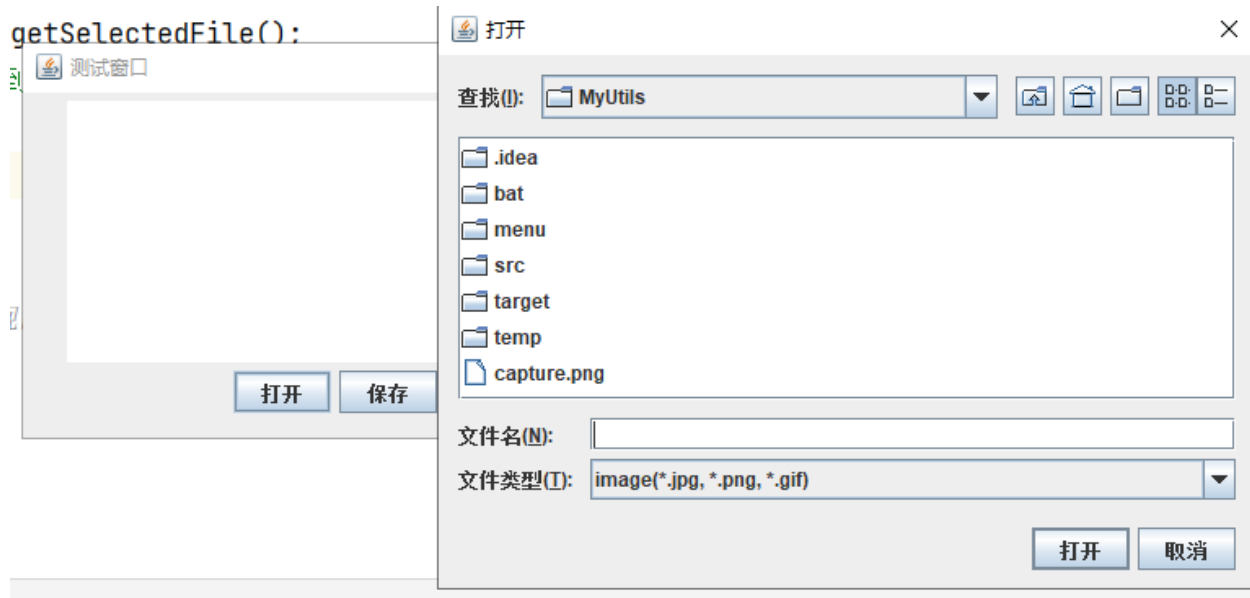 getSelectedFile();
到
测试窗口
打开
保存
打开
查找(I):
MyUtils
.idea
bat
menu
src
target
temp
capture.png
文件名(N):
文件类型(T):
image(*.jpg, *.png, *.gif)
打开
取消